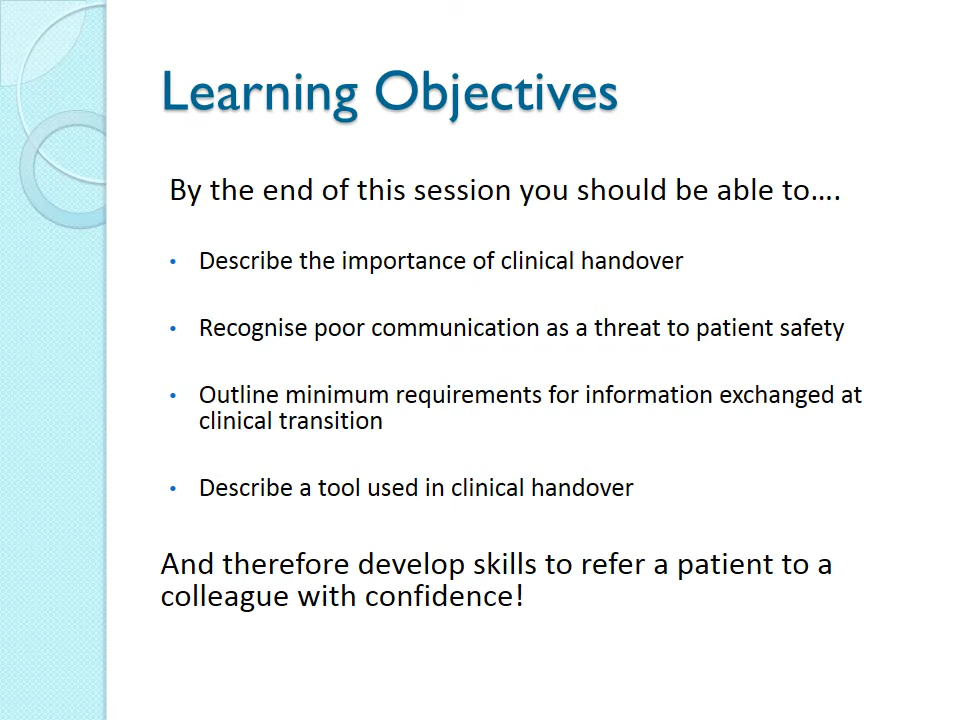 Learning Objectives
By the end of this session you should be able to....
• Describe the importance of clinical handover
• Recognise poor communication as a threat to patient safety
• Outline minimum requirements for information exchanged at
clinical transition
• Describe a tool used in clinical handover
And therefore develop skills to refer a patient to a
colleague with confidence!